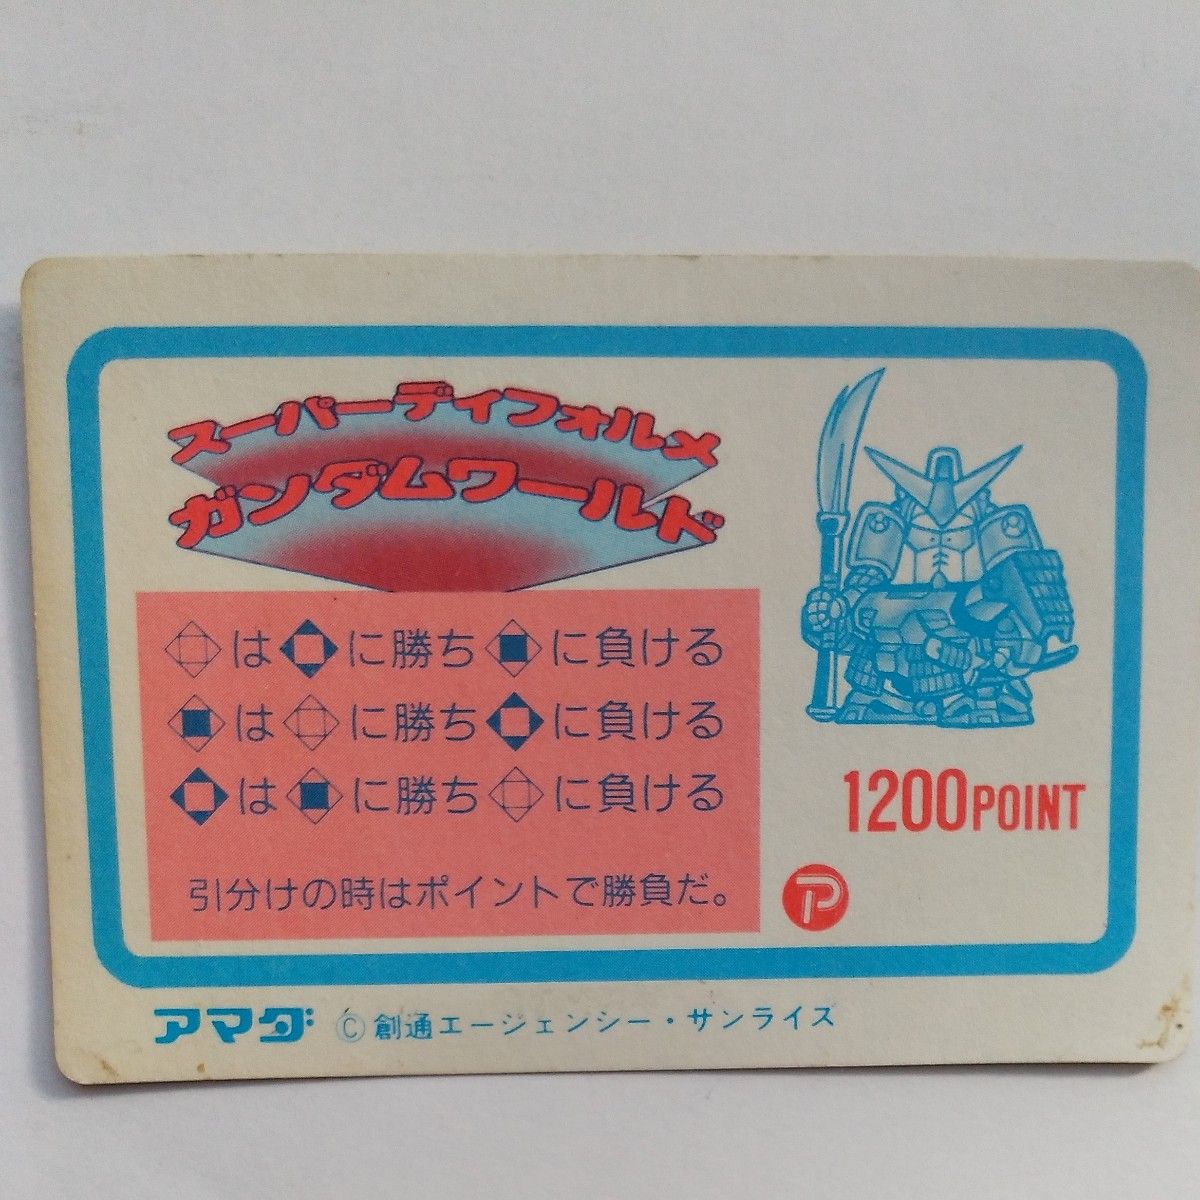 スーパーディフォルメ
ガンダムワールド
は に勝ち に負ける
は に勝ち に負ける
は に勝ち に負ける
引分けの時はポイントで勝負だ。
1200POINT
P
アマダ ©創通エージェンシー・サンライズ